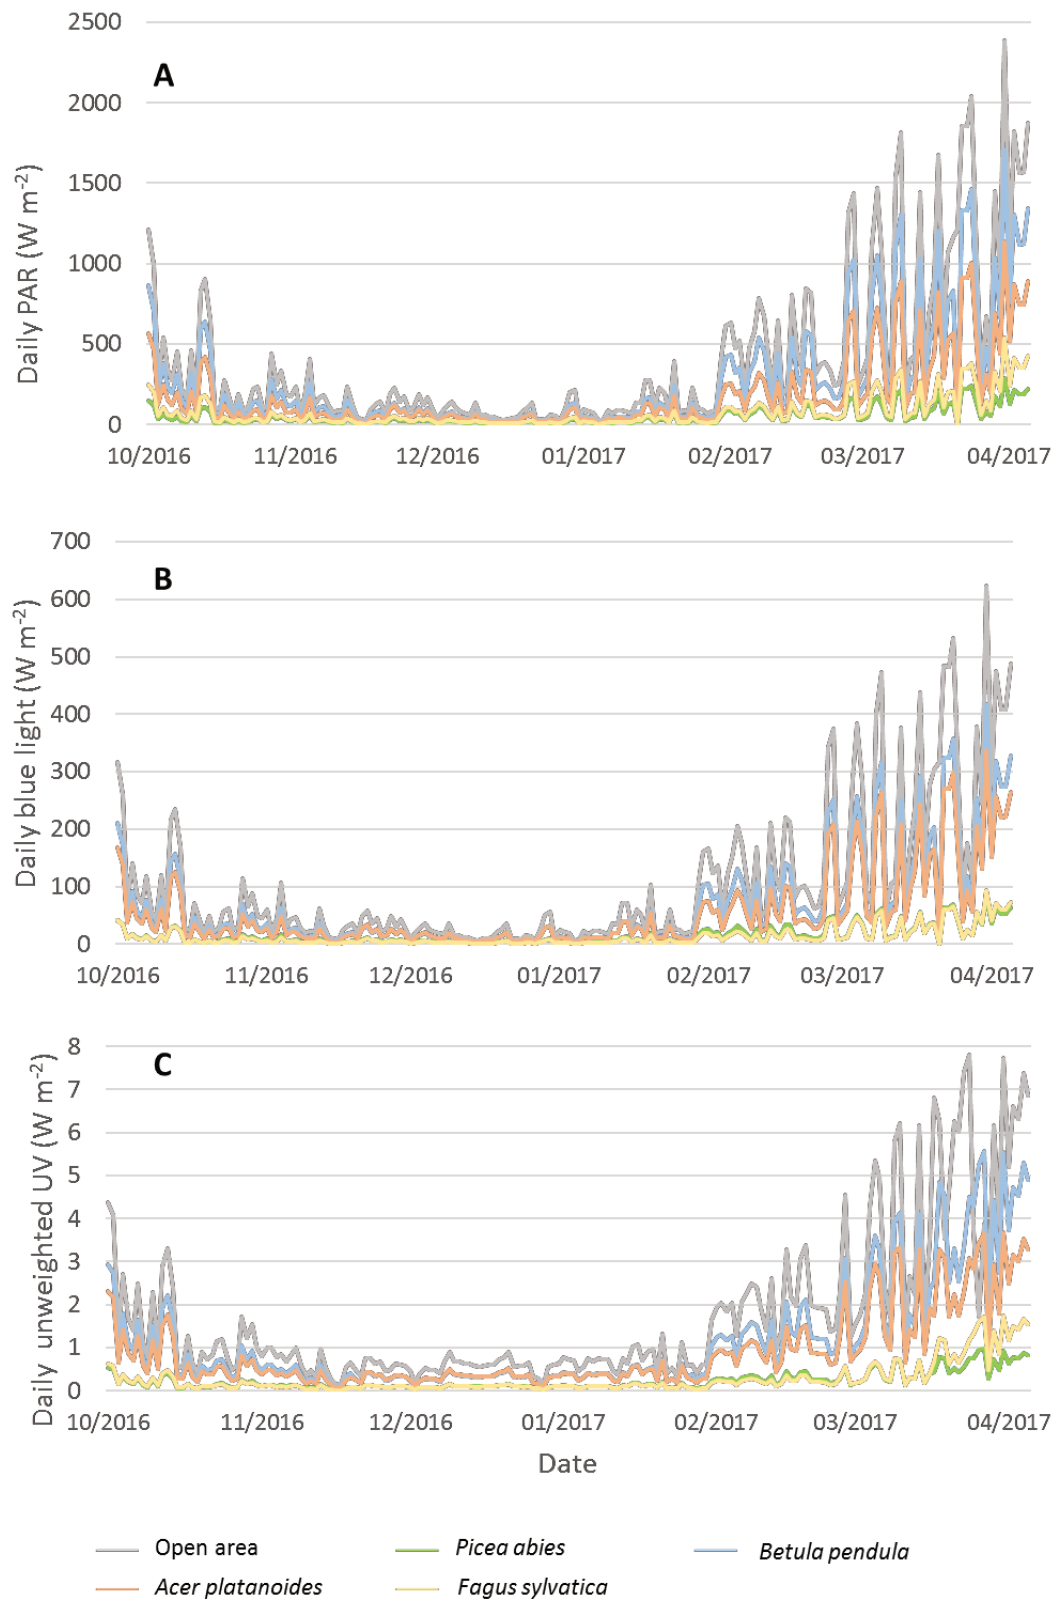 2500
A
2000
1500
1000
500
0
Daily PAR (W m-2)
10/2016 11/2016 12/2016 01/2017 02/2017 03/2017 04/2017
700
B
600
500
400
300
200
100
0
Daily blue light (W m-2)
10/2016 11/2016 12/2016 01/2017 02/2017 03/2017 04/2017
8
C
7
6
5
4
3
2
1
0
Daily unweighted UV (W m-2)
10/2016 11/2016 12/2016 01/2017 02/2017 03/2017 04/2017
Date
Open area Picea abies Betula pendula
Acer platanoides Fagus sylvatica